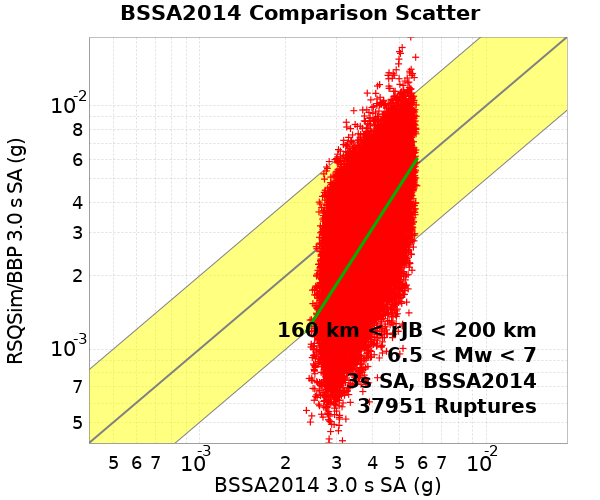 BSSA2014 Comparison Scatter
RSQSim/BBP 3.0 s SA (g)
10-2
8
6
4
3
2
10-3
7
5
160 km < rJB < 200 km
6.5 < Mw < 7
3s SA, BSSA2014
37951 Ruptures
5 6 7 10-3 2 3 4 5 6 7 10-2
BSSA2014 3.0 s SA (g)